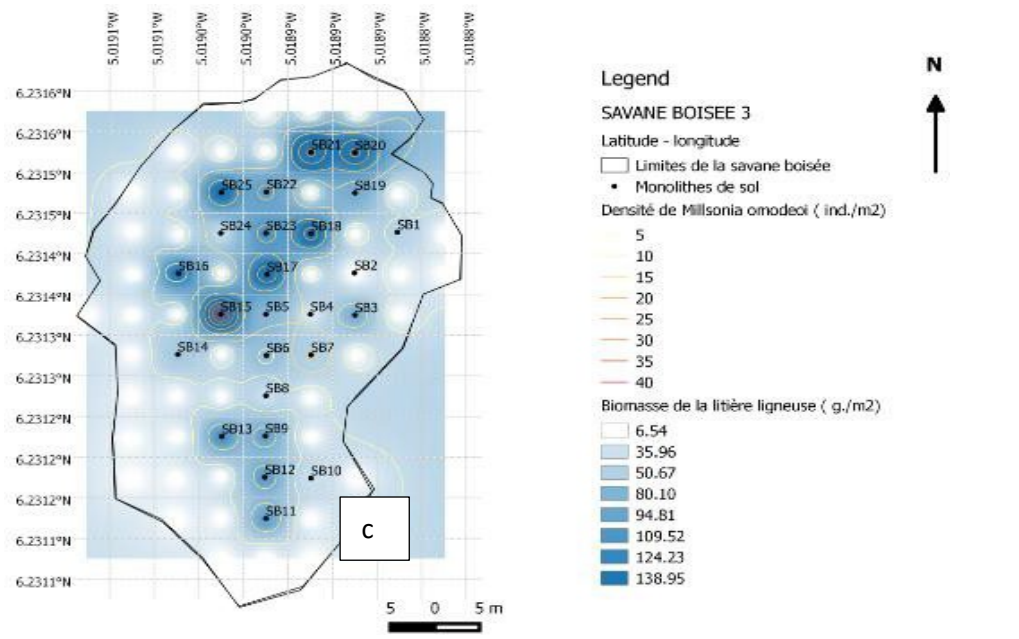 5.0191°W 5.0191°W 5.0190°W 5.0190°W 5.0189°W 5.0189°W 5.0189°W 5.0188°W 5.0188°W
6.2316°N
6.2316°N
6.2315°N
6.2315°N
6.2314°N
6.2314°N
6.2313°N
6.2313°N
6.2312°N
6.2312°N
6.2312°N
6.2311°N
6.2311°N
SB21 SB20
SB25 SB22 SB19
SB24 SB23 SB18 SB1
SB16 SB17 SB2
SB15 SB5 SB4 SB3
SB14 SB6 SB7
SB8
SB13 SB9
SB12 SB10
SB11
C
5 0 5 m
N
Legend
SAVANE BOISEE 3
Latitude - longitude
Limites de la savane boisée
Monolithes de sol
Densité de Millsonia omodeoi ( ind./m2)
5
10
15
20
25
30
35
40
Biomasse de la litière ligneuse ( g./m2)
6.54
35.96
50.67
80.10
94.81
109.52
124.23
138.95